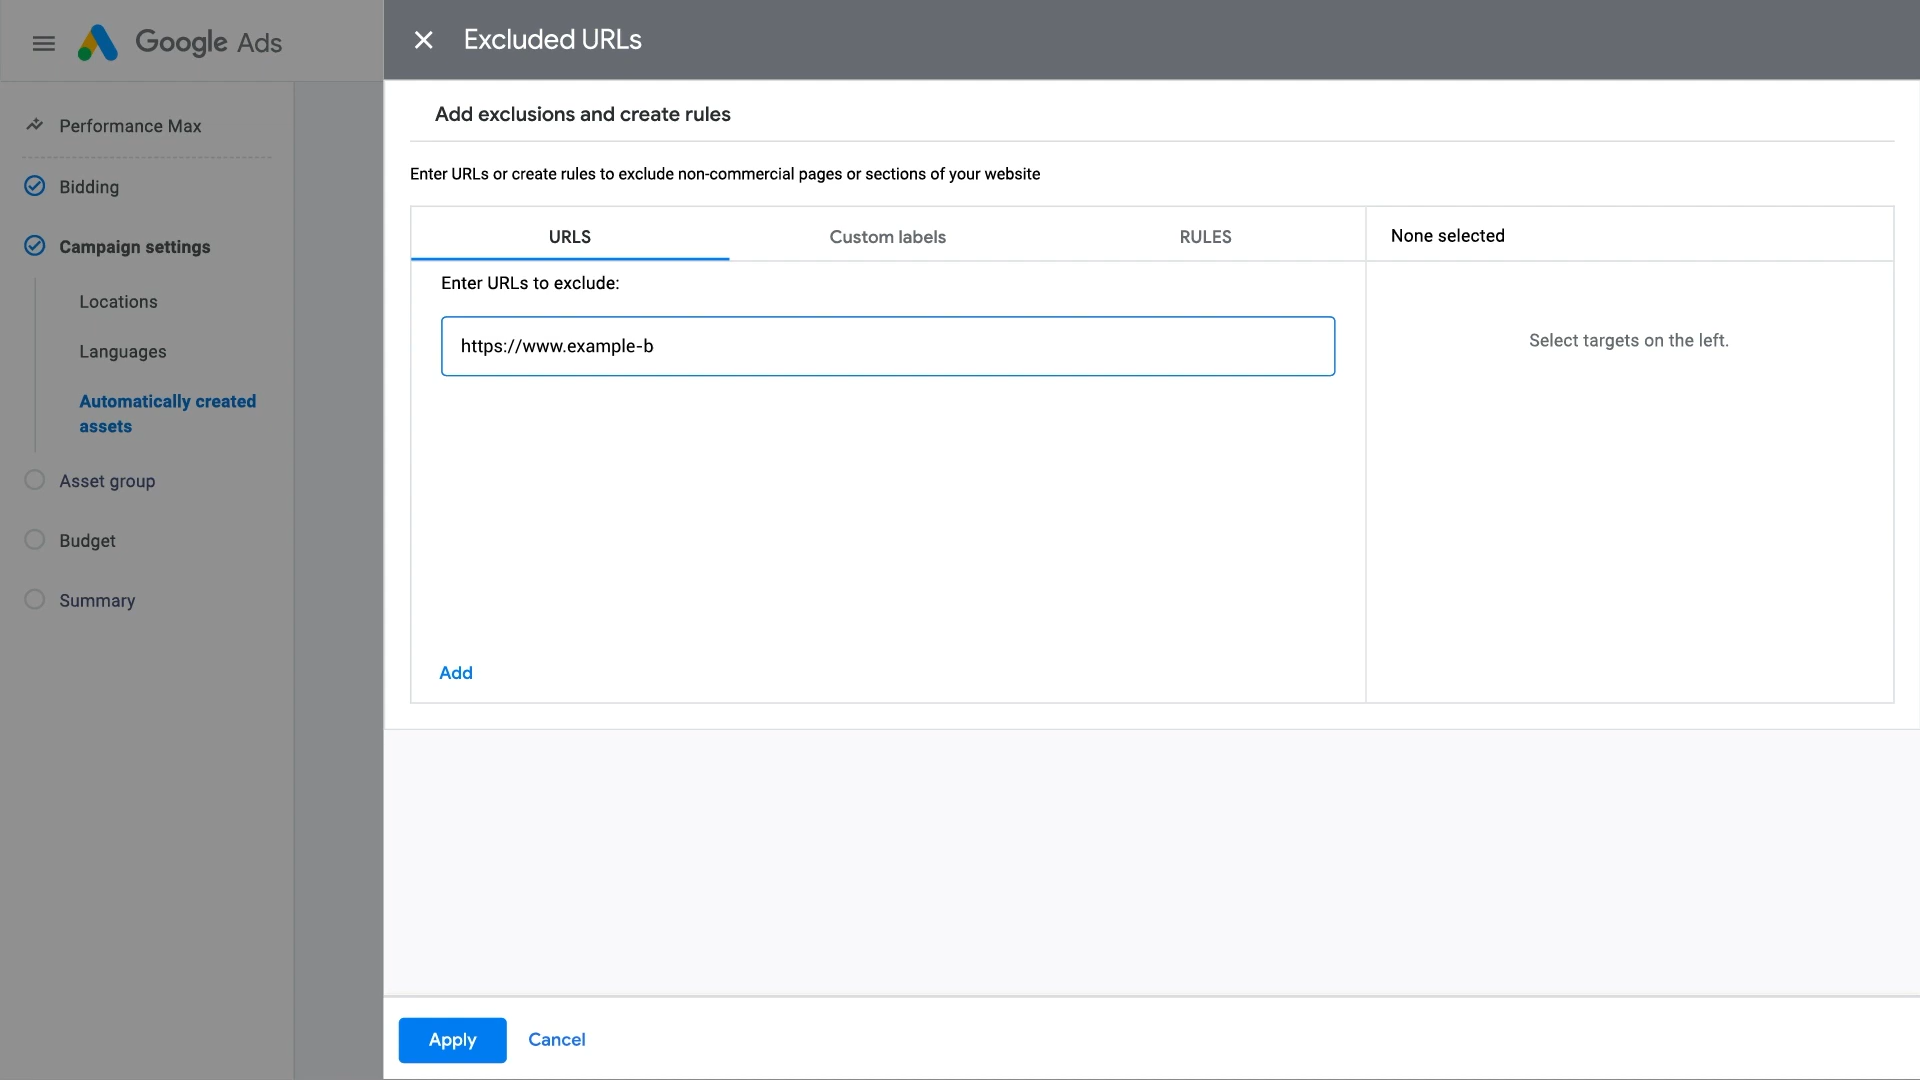 Google Ads
Excluded URLs
Performance Max
Bidding
Campaign settings
Locations
Languages
Automatically created
assets
Asset group
Budget
Summary
Add exclusions and create rules
Enter URLs or create rules to exclude non-commercial pages or sections of your website
URLS
Custom labels
RULES
None selected
Enter URLs to exclude:
https://www.example-b
Select targets on the left.
Add
Apply
Cancel